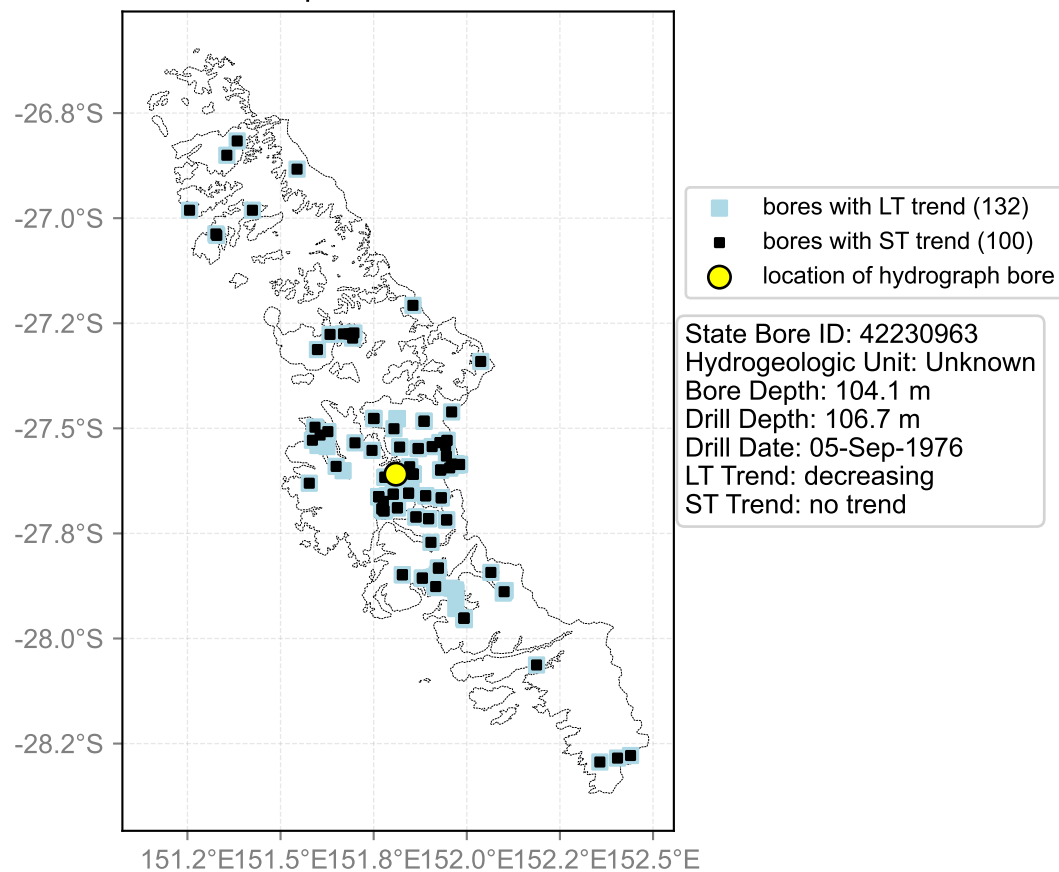 -26.8°S
-27.0°S
-27.2°S
-27.5°S
-27.8°S
-28.0°S
-28.2°S
151.2°E151.5°E151.8°E152.0°E152.2°E152.5°E
bores with LT trend (132)
bores with ST trend (100)
location of hydrograph bore
State Bore ID: 42230963
Hydrogeologic Unit: Unknown
Bore Depth: 104.1 m
Drill Depth: 106.7 m
Drill Date: 05-Sep-1976
LT Trend: decreasing
ST Trend: no trend